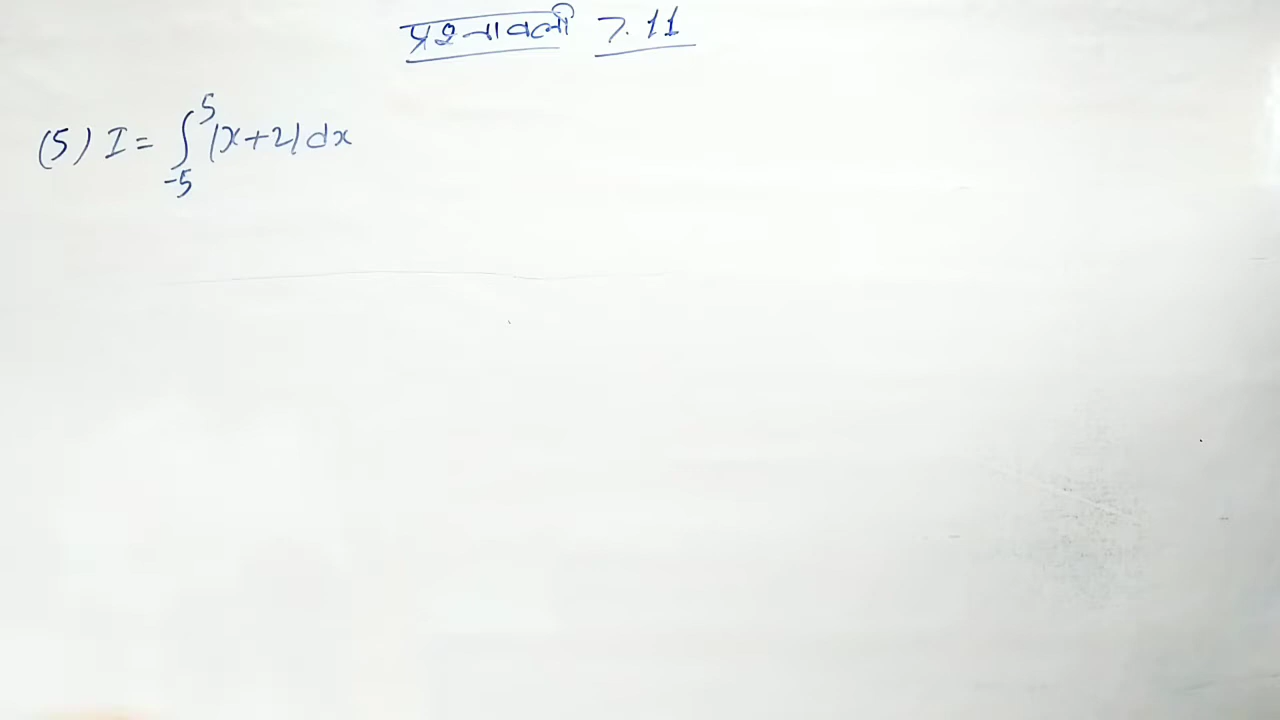 प्रश्नावली 7.11
(5) I = ∫_{-5}^{5} |x+2| dx